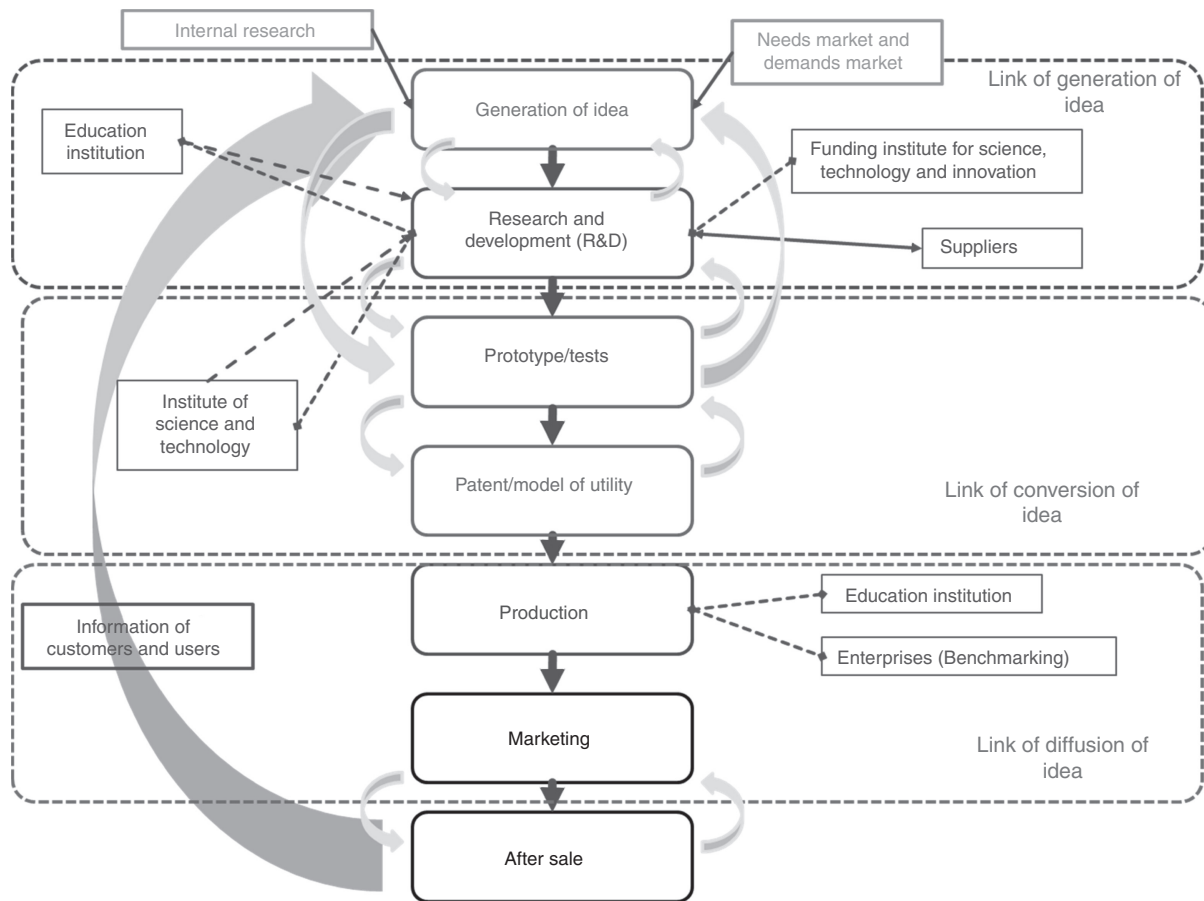 Internal research
Needs market and
demands market
Link of generation of
idea
Generation of idea
Education
institution
Funding institute for science,
technology and innovation
Research and
development (R&D)
Suppliers
Prototype/tests
Institute of
science and
technology
Patent/model of utility
Link of conversion of
idea
Production
Education institution
Information of
customers and users
Enterprises (Benchmarking)
Marketing
Link of diffusion of
idea
After sale